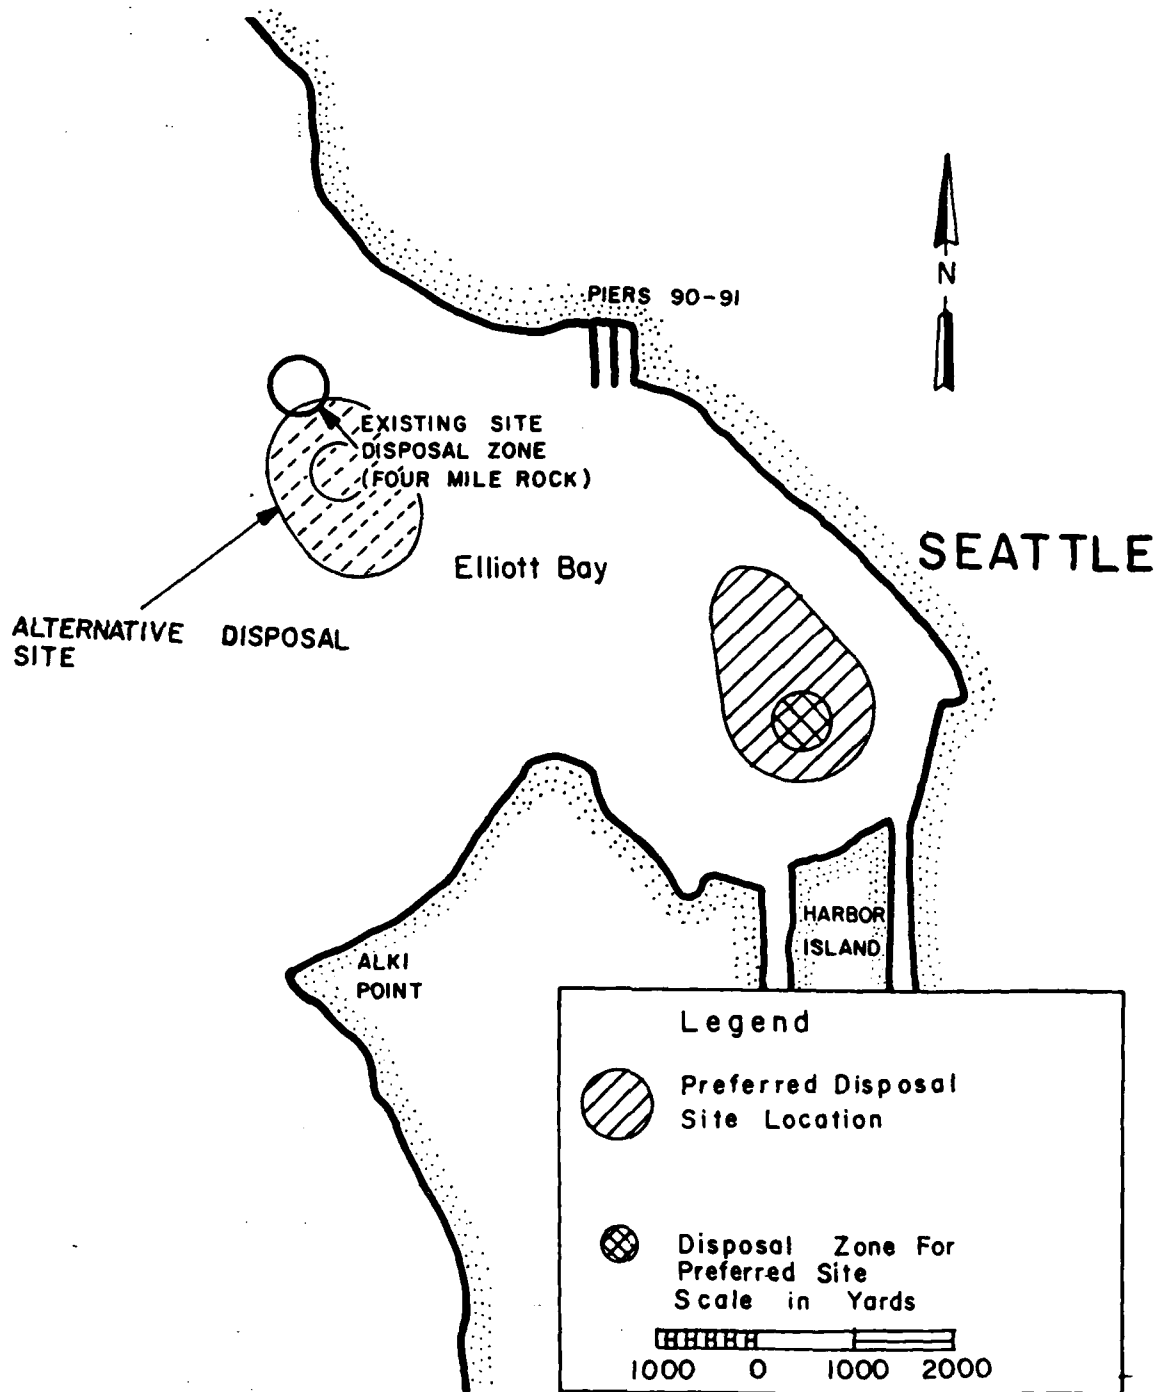 PIERS 90-91
N
EXISTING SITE
DISPOSAL ZONE
(FOUR MILE ROCK)
SEATTLE
Elliott Bay
ALTERNATIVE DISPOSAL
SITE
HARBOR
ISLAND
ALKI
POINT
Legend
Preferred Disposal
Site Location
Disposal Zone For
Preferred Site
Scale in Yards
1000 0 1000 2000